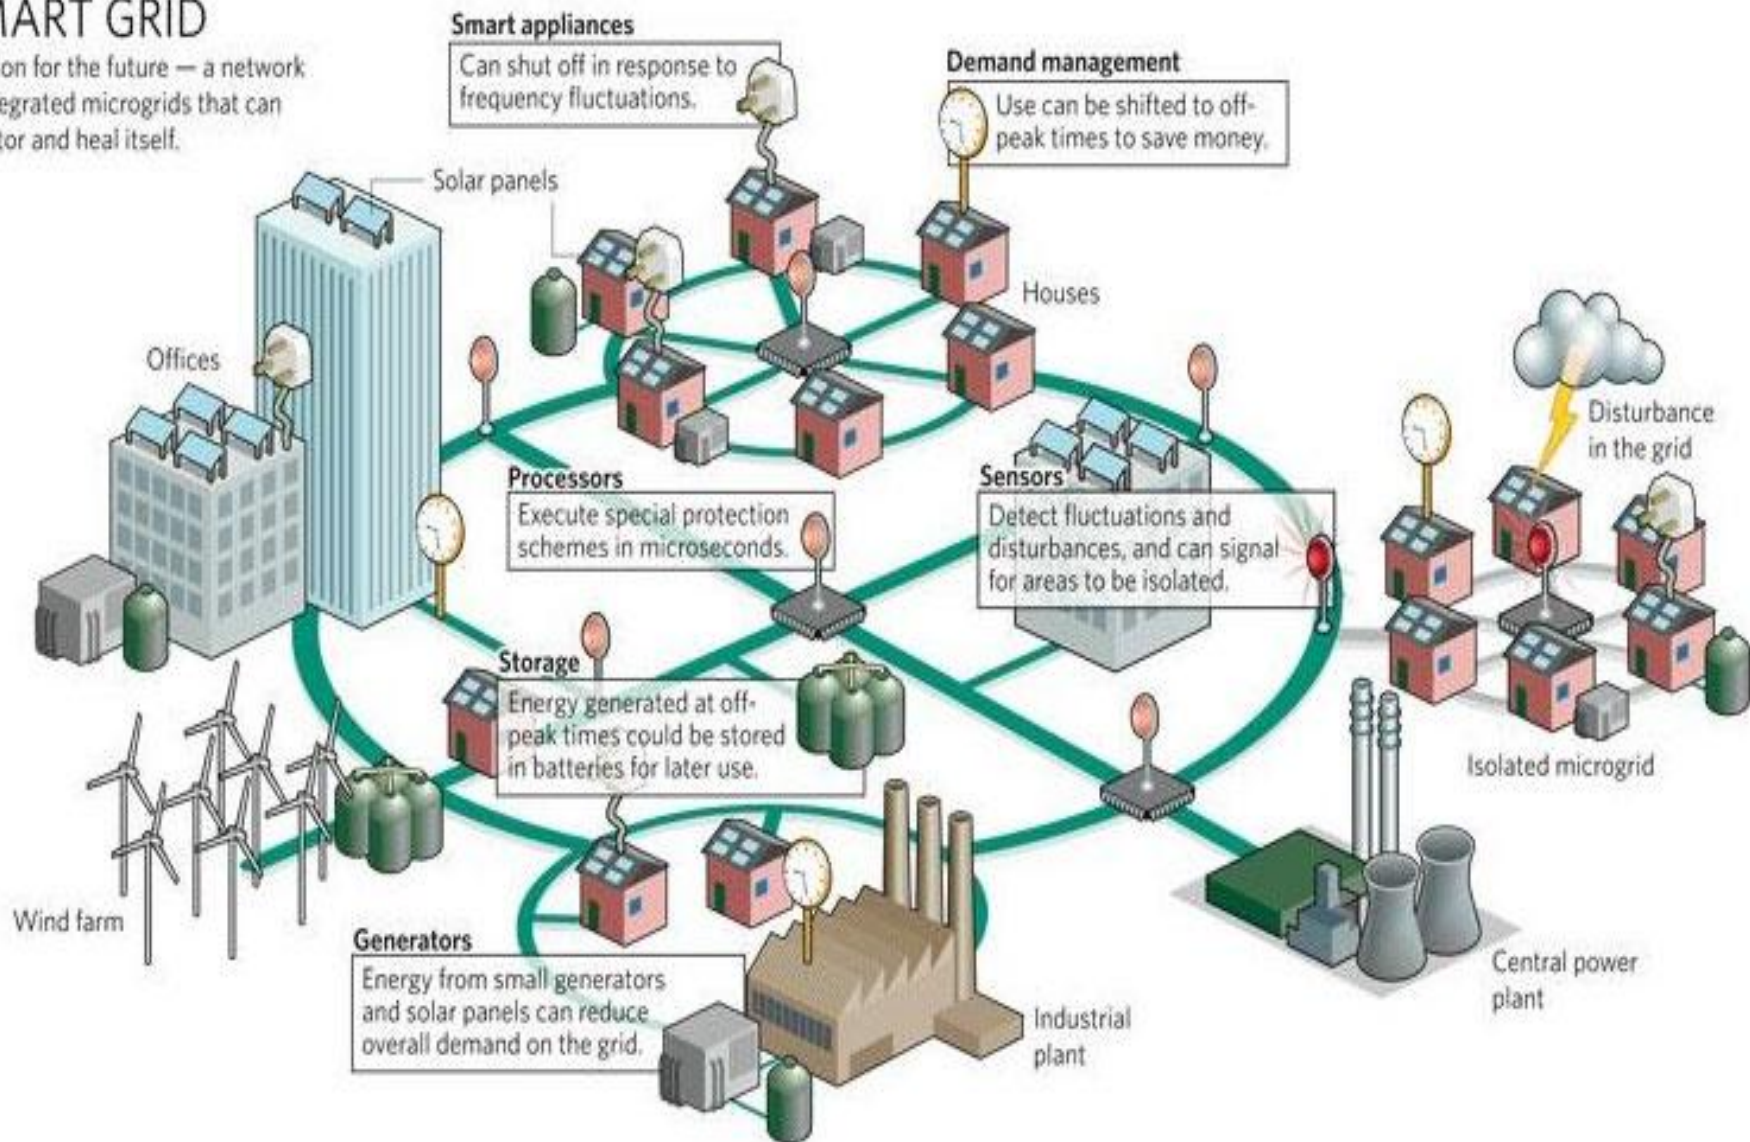 MART GRID
on for the future — a network
egrated microgrids that can
tor and heal itself.
Smart appliances
Can shut off in response to
frequency fluctuations.
Demand management
Use can be shifted to off-
peak times to save money.
Solar panels
Houses
Offices
Disturbance
in the grid
Processors
Execute special protection
schemes in microseconds.
Sensors
Detect fluctuations and
disturbances, and can signal
for areas to be isolated.
Storage
Energy generated at off-
peak times could be stored
in batteries for later use.
Isolated microgrid
Wind farm
Generators
Energy from small generators
and solar panels can reduce
overall demand on the grid.
Central power
plant
Industrial
plant